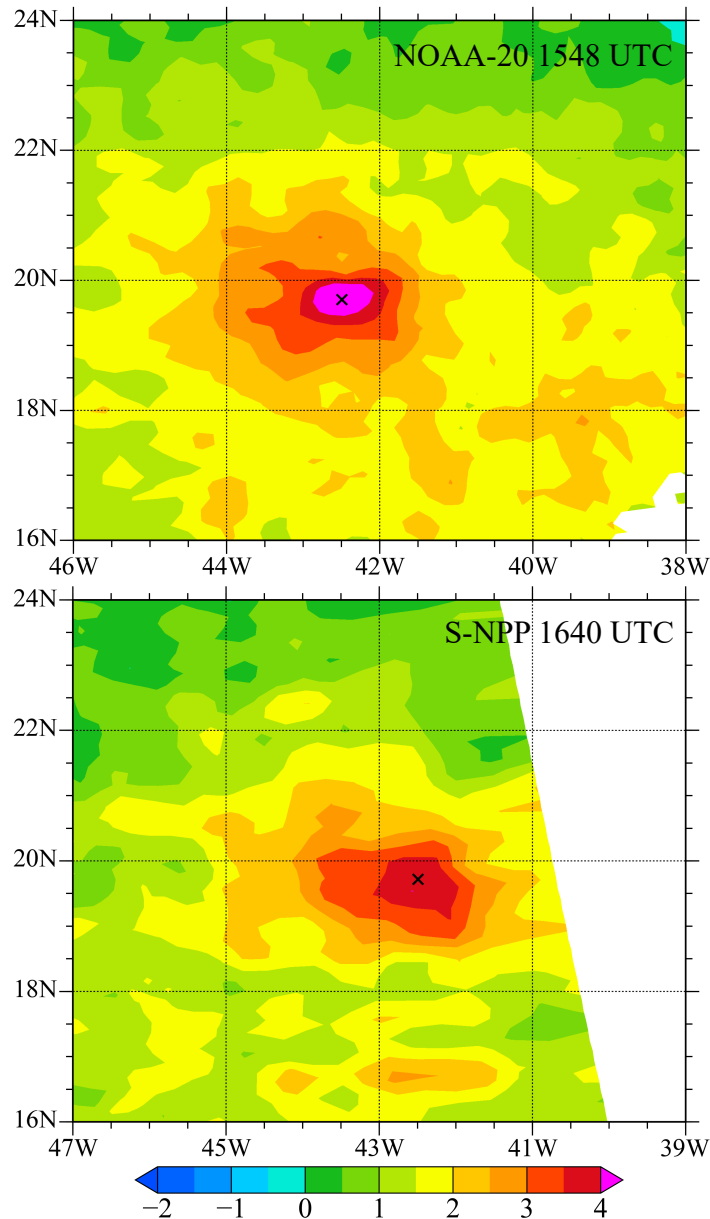 24N
NOAA-20 1548 UTC
22N
20N
18N
16N
46W 44W 42W 40W 38W
24N
S-NPP 1640 UTC
22N
20N
18N
16N
47W 45W 43W 41W 39W
−2 −1 0 1 2 3 4